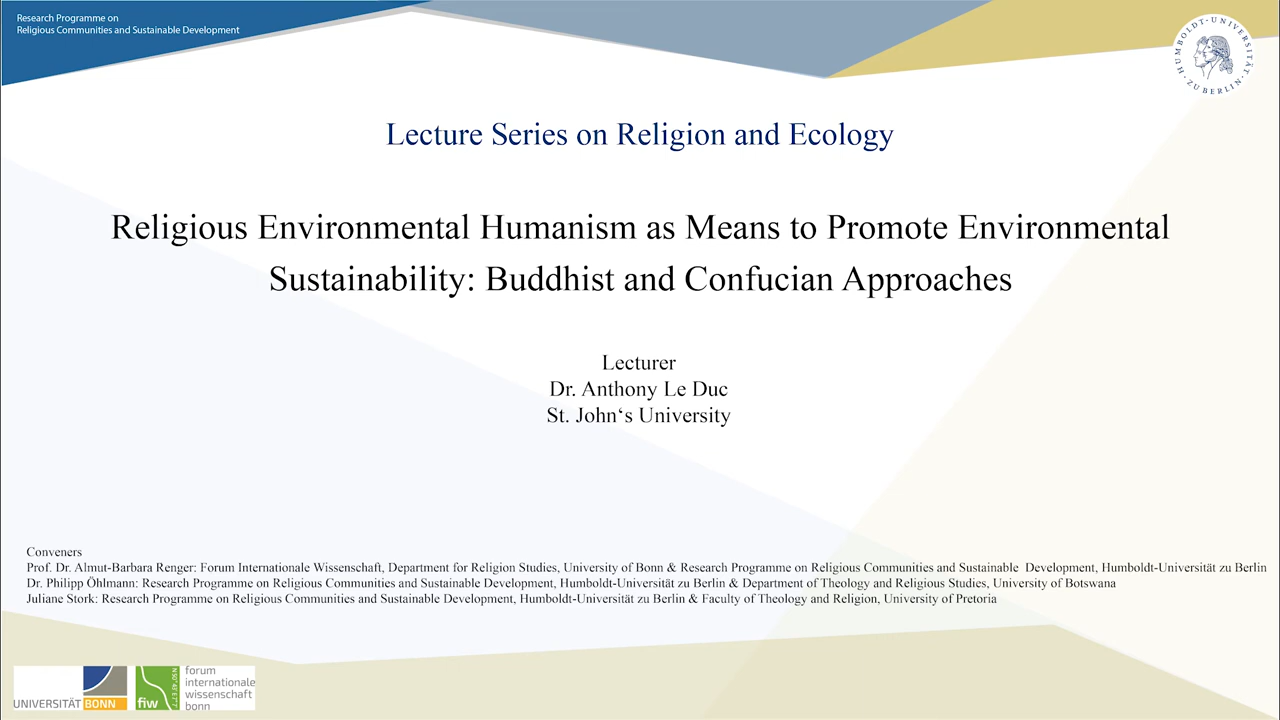 Research Programme on
Religious Communities and Sustainable Development
HUMBOLDT-UNIVERSITÄT ZU BERLIN
Lecture Series on Religion and Ecology
Religious Environmental Humanism as Means to Promote Environmental
Sustainability: Buddhist and Confucian Approaches
Lecturer
Dr. Anthony Le Duc
St. John‘s University
Conveners
Prof. Dr. Almut-Barbara Renger: Forum Internationale Wissenschaft, Department for Religion Studies, University of Bonn & Research Programme on Religious Communities and Sustainable Development, Humboldt-Universität zu Berlin
Dr. Philipp Öhlmann: Research Programme on Religious Communities and Sustainable Development, Humboldt-Universität zu Berlin & Department of Theology and Religious Studies, University of Botswana
Juliane Stork: Research Programme on Religious Communities and Sustainable Development, Humboldt-Universität zu Berlin & Faculty of Theology and Religion, University of Pretoria
UNIVERSITÄT BONN
fiw
forum
internationale
wissenschaft
bonn